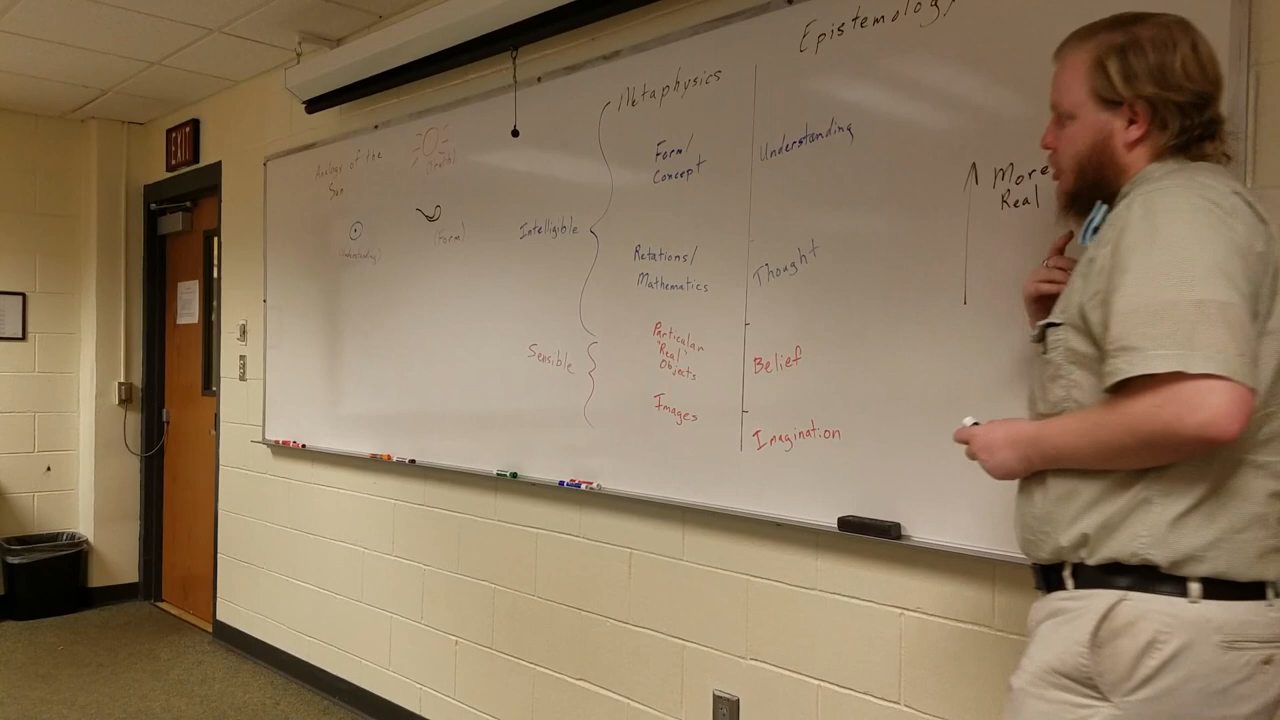 EXIT
Analogy of the
Sun
(Truth)
(Understanding)
(Form)
Metaphysics
Epistemology
Intelligible
Form/
Concept
Understanding
Relations/
Mathematics
Thought
Sensible
Particular
"Real"
Objects
Belief
Images
Imagination
More
Real